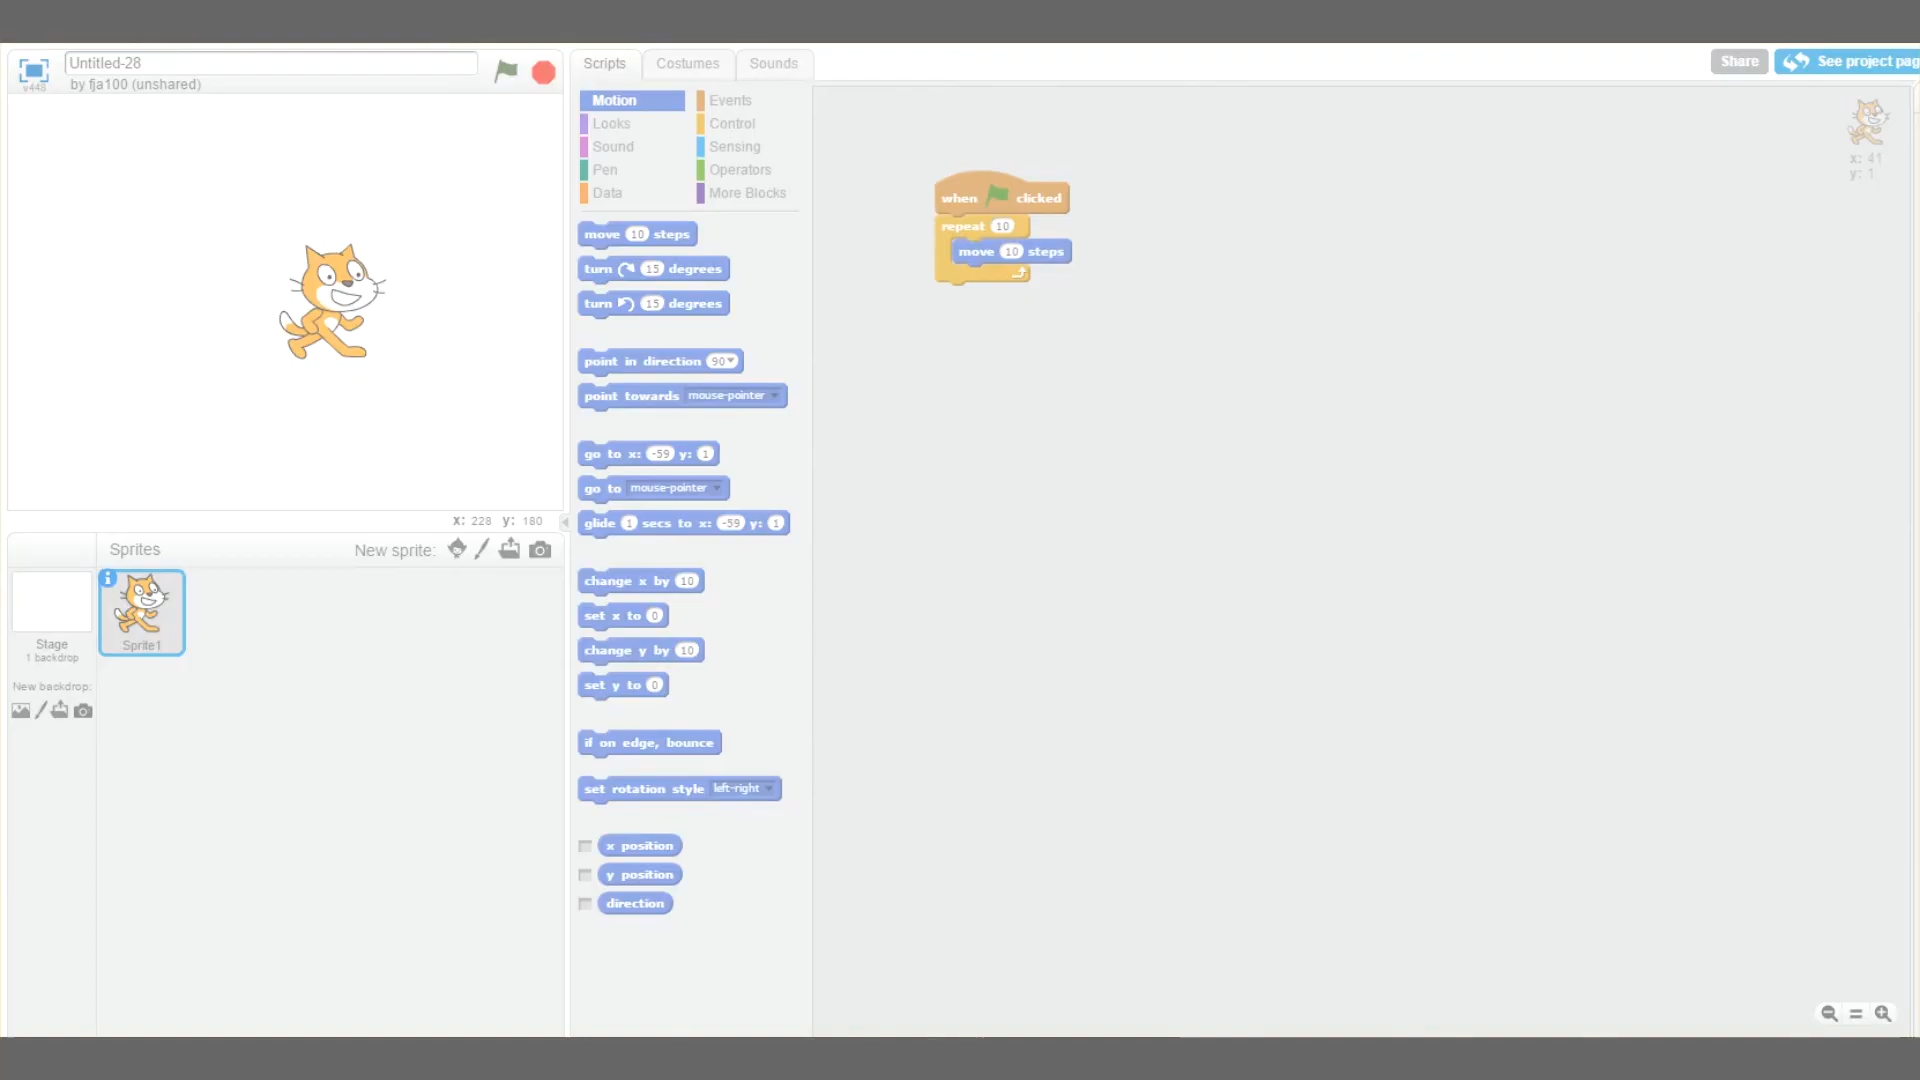 Untitled-28
by fja100 (unshared)
v448
Scripts
Costumes
Sounds
Share
See project pag
Motion
Events
Looks
Control
Sound
Sensing
Pen
Operators
Data
More Blocks
move 10 steps
turn 15 degrees
turn 15 degrees
point in direction 90
point towards mouse-pointer
go to x: -59 y: 1
go to mouse-pointer
glide 1 secs to x: -59 y: 1
change x by 10
set x to 0
change y by 10
set y to 0
if on edge, bounce
set rotation style left-right
x position
y position
direction
when clicked
repeat 10
move 10 steps
x: 41
y: 1
x: 228 y: 180
Sprites
New sprite:
Sprite1
Stage
1 backdrop
New backdrop: